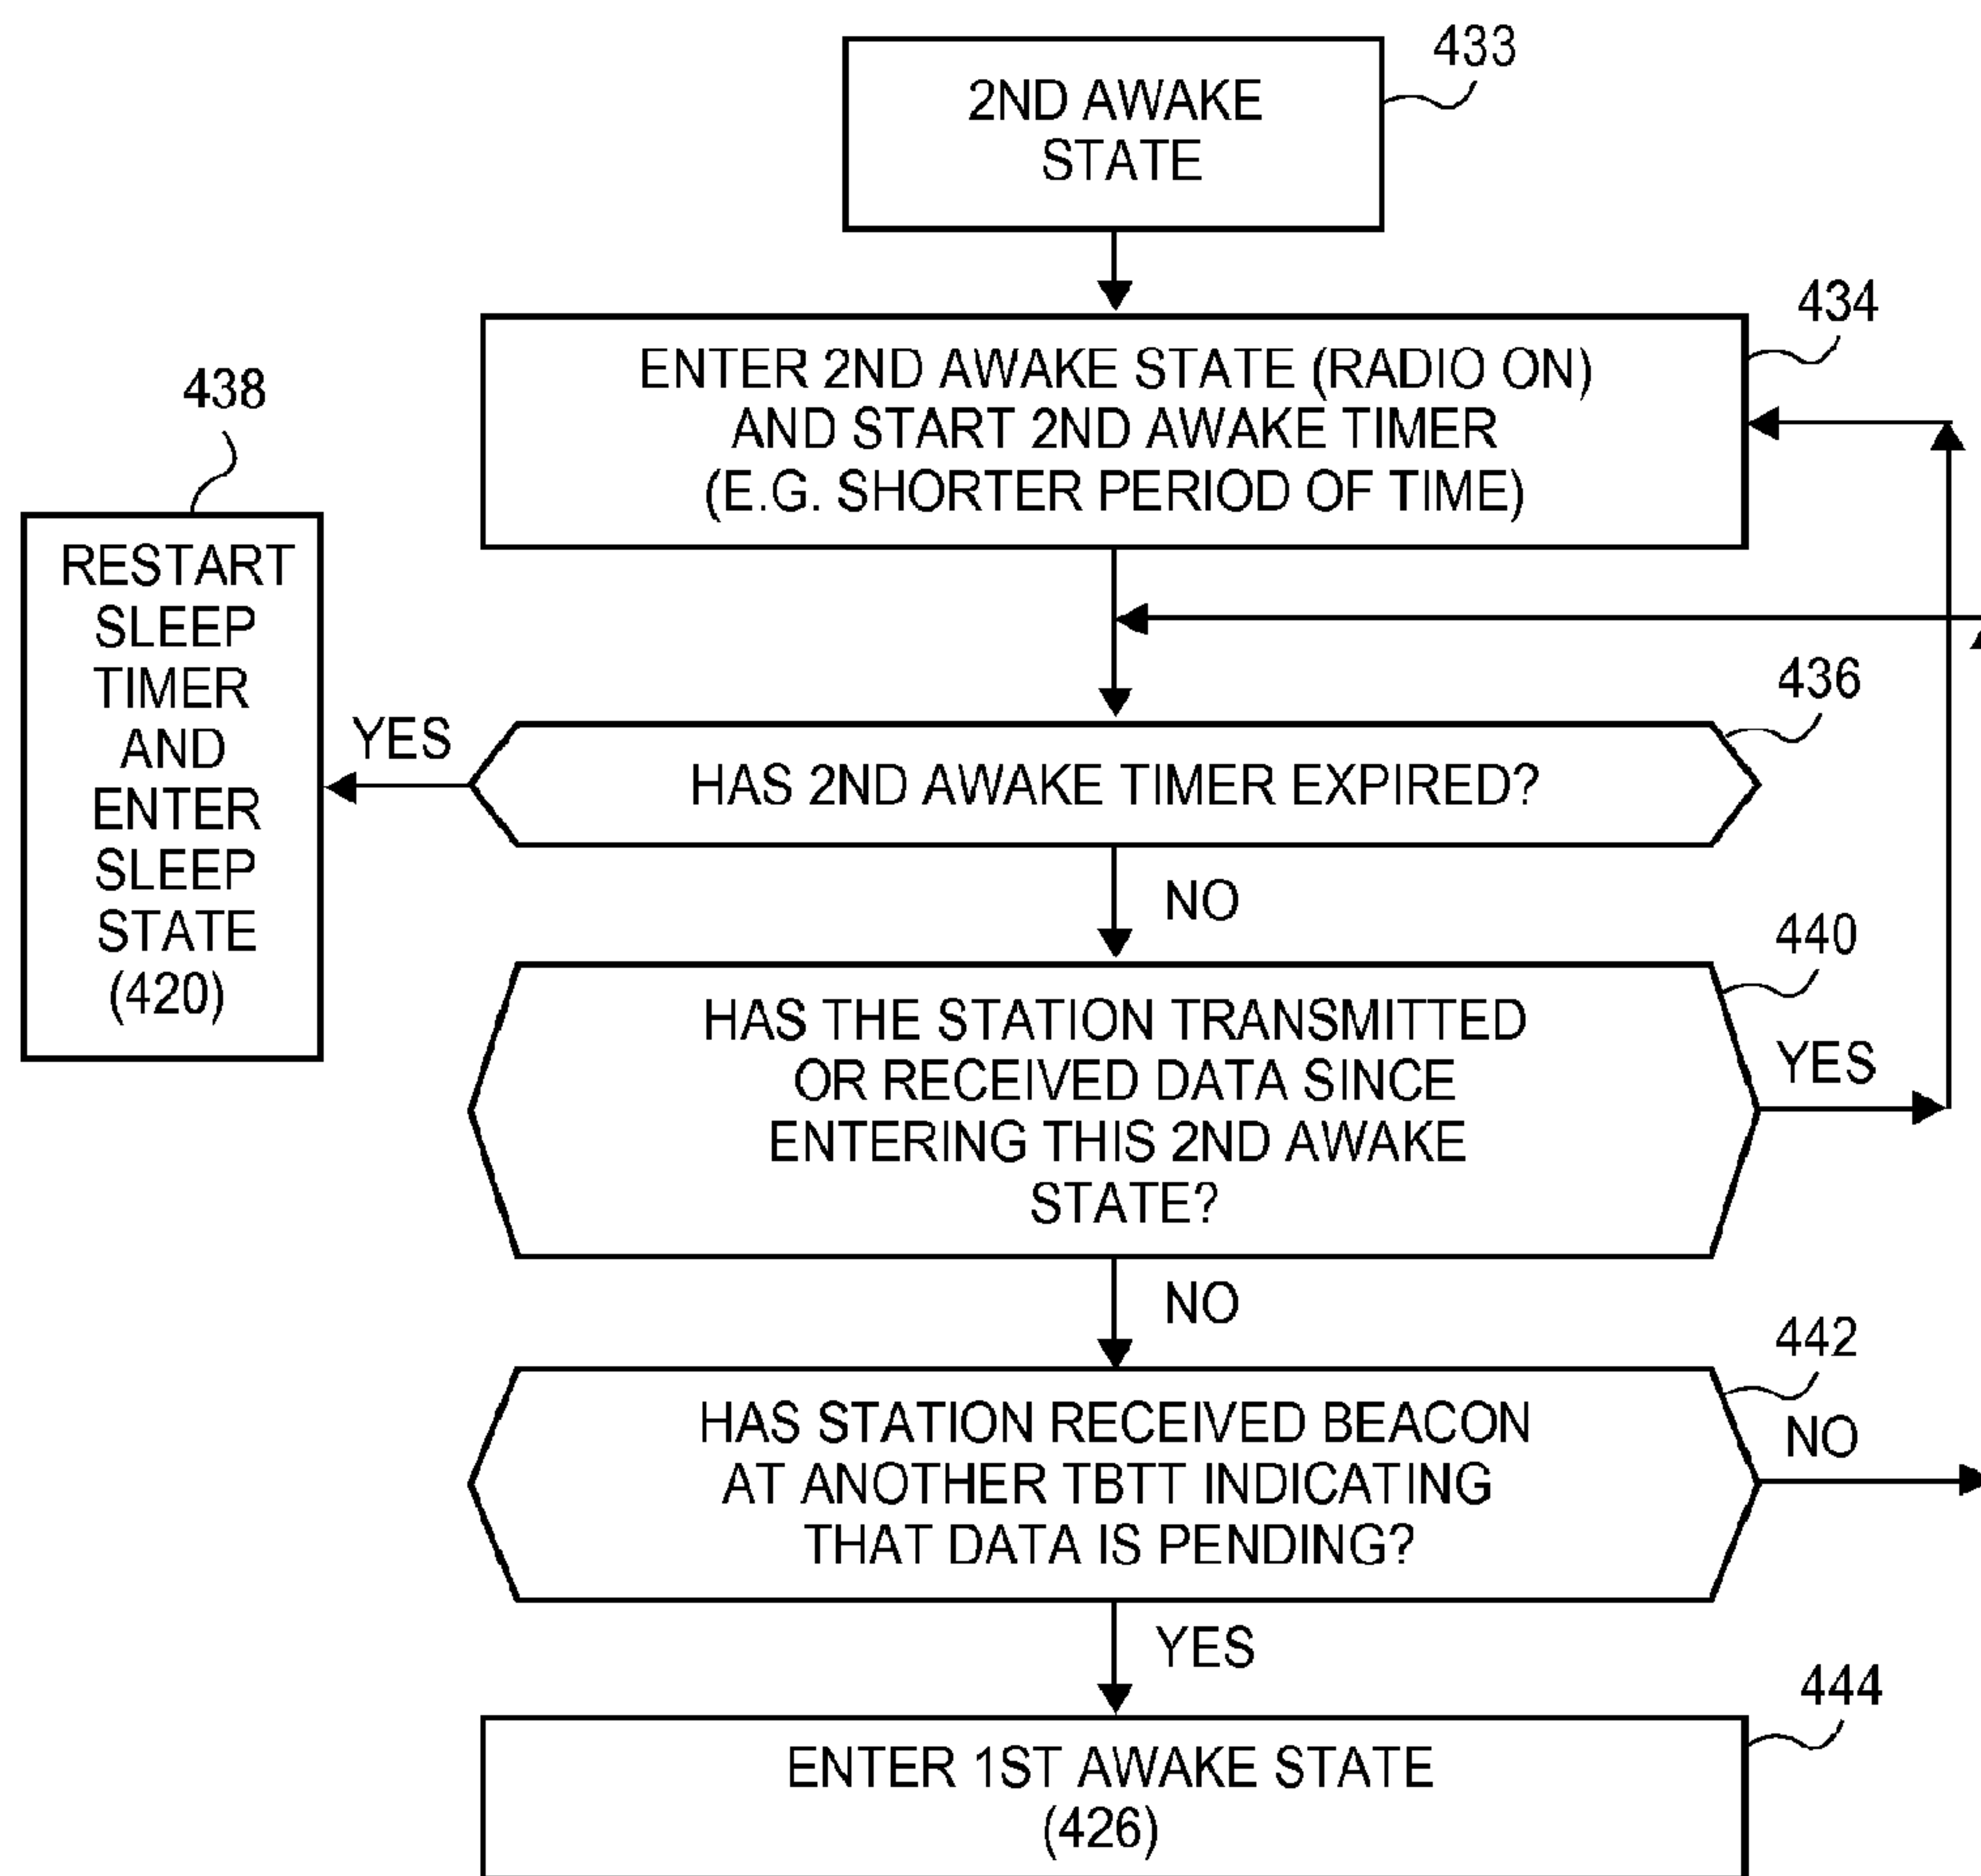 433
2ND AWAKE
STATE
434
ENTER 2ND AWAKE STATE (RADIO ON)
AND START 2ND AWAKE TIMER
(E.G. SHORTER PERIOD OF TIME)
438
RESTART
SLEEP
TIMER
AND
ENTER
SLEEP
STATE
(420)
436
YES
HAS 2ND AWAKE TIMER EXPIRED?
NO
440
HAS THE STATION TRANSMITTED
OR RECEIVED DATA SINCE
ENTERING THIS 2ND AWAKE
STATE?
YES
NO
442
HAS STATION RECEIVED BEACON
AT ANOTHER TBTT INDICATING
THAT DATA IS PENDING?
NO
YES
444
ENTER 1ST AWAKE STATE
(426)